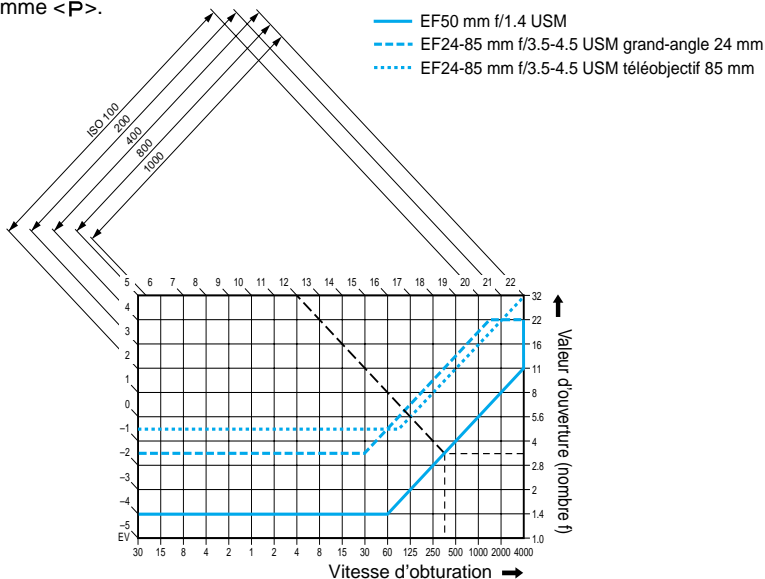 mme <P>.
EF50 mm f/1.4 USM
EF24-85 mm f/3.5-4.5 USM grand-angle 24 mm
EF24-85 mm f/3.5-4.5 USM téléobjectif 85 mm
ISO 100
200
400
800
1000
5 6 7 8 9 10 11 12 13 14 15 16 17 18 19 20 21 22
4
3
2
1
0
–1
–2
–3
–4
–5
EV
32
22
16
11
8
5.6
4
2.8
2
1.4
1.0
Valeur d'ouverture (nombre f)
30 15 8 4 2 1 2 4 8 15 30 60 125 250 500 1000 2000 4000
Vitesse d'obturation